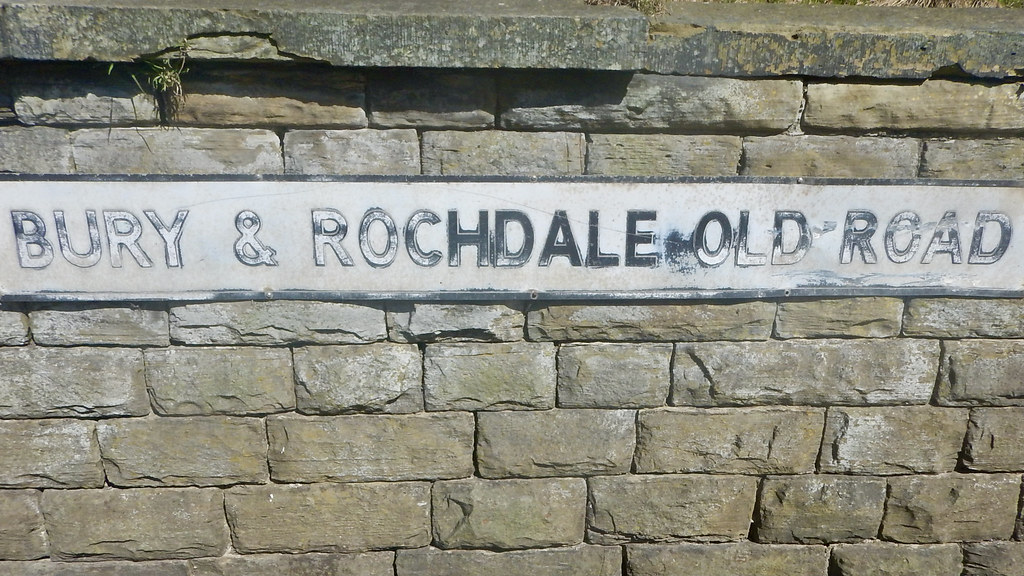 BURY & ROCHDALE OLD ROAD